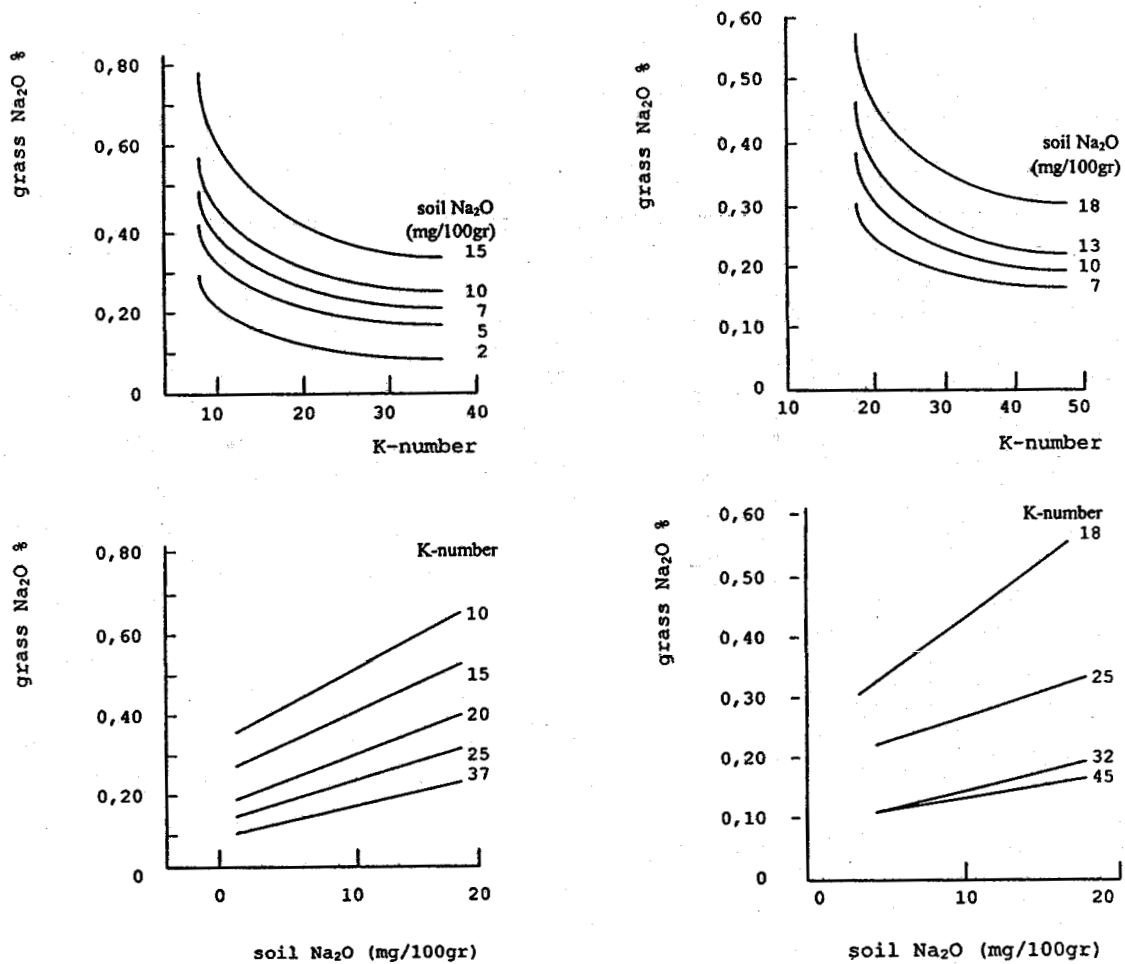 grass Na₂O %
0,80
0,60
0,40
0,20
0
soil Na₂O
(mg/100gr)
15
10
7
5
2
10 20 30 40
K-number
grass Na₂O %
0,60
0,50
0,40
0,30
0,20
0,10
0
soil Na₂O
(mg/100gr)
18
13
10
7
10 20 30 40 50
K-number
grass Na₂O %
0,80
0,60
0,40
0,20
0
K-number
10
15
20
25
37
0 10 20
soil Na₂O (mg/100gr)
grass Na₂O %
0,60
0,50
0,40
0,30
0,20
0,10
0
K-number
18
25
32
45
0 10 20
soil Na₂O (mg/100gr)